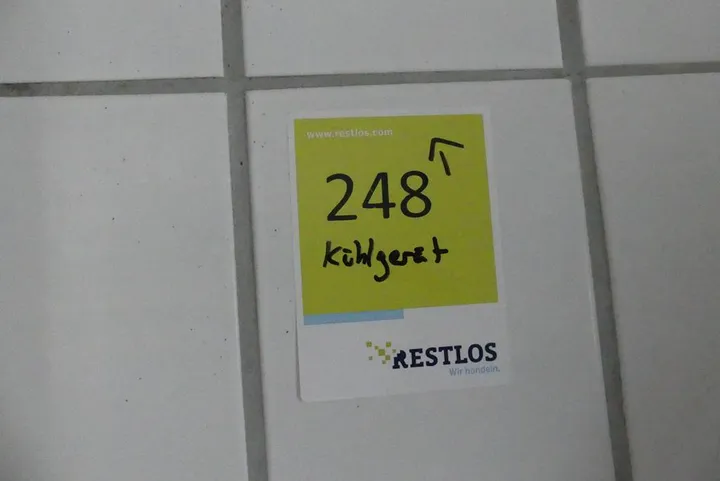 www.restlos.com
248
Kühlgerät
RESTLOS
Wir handeln.